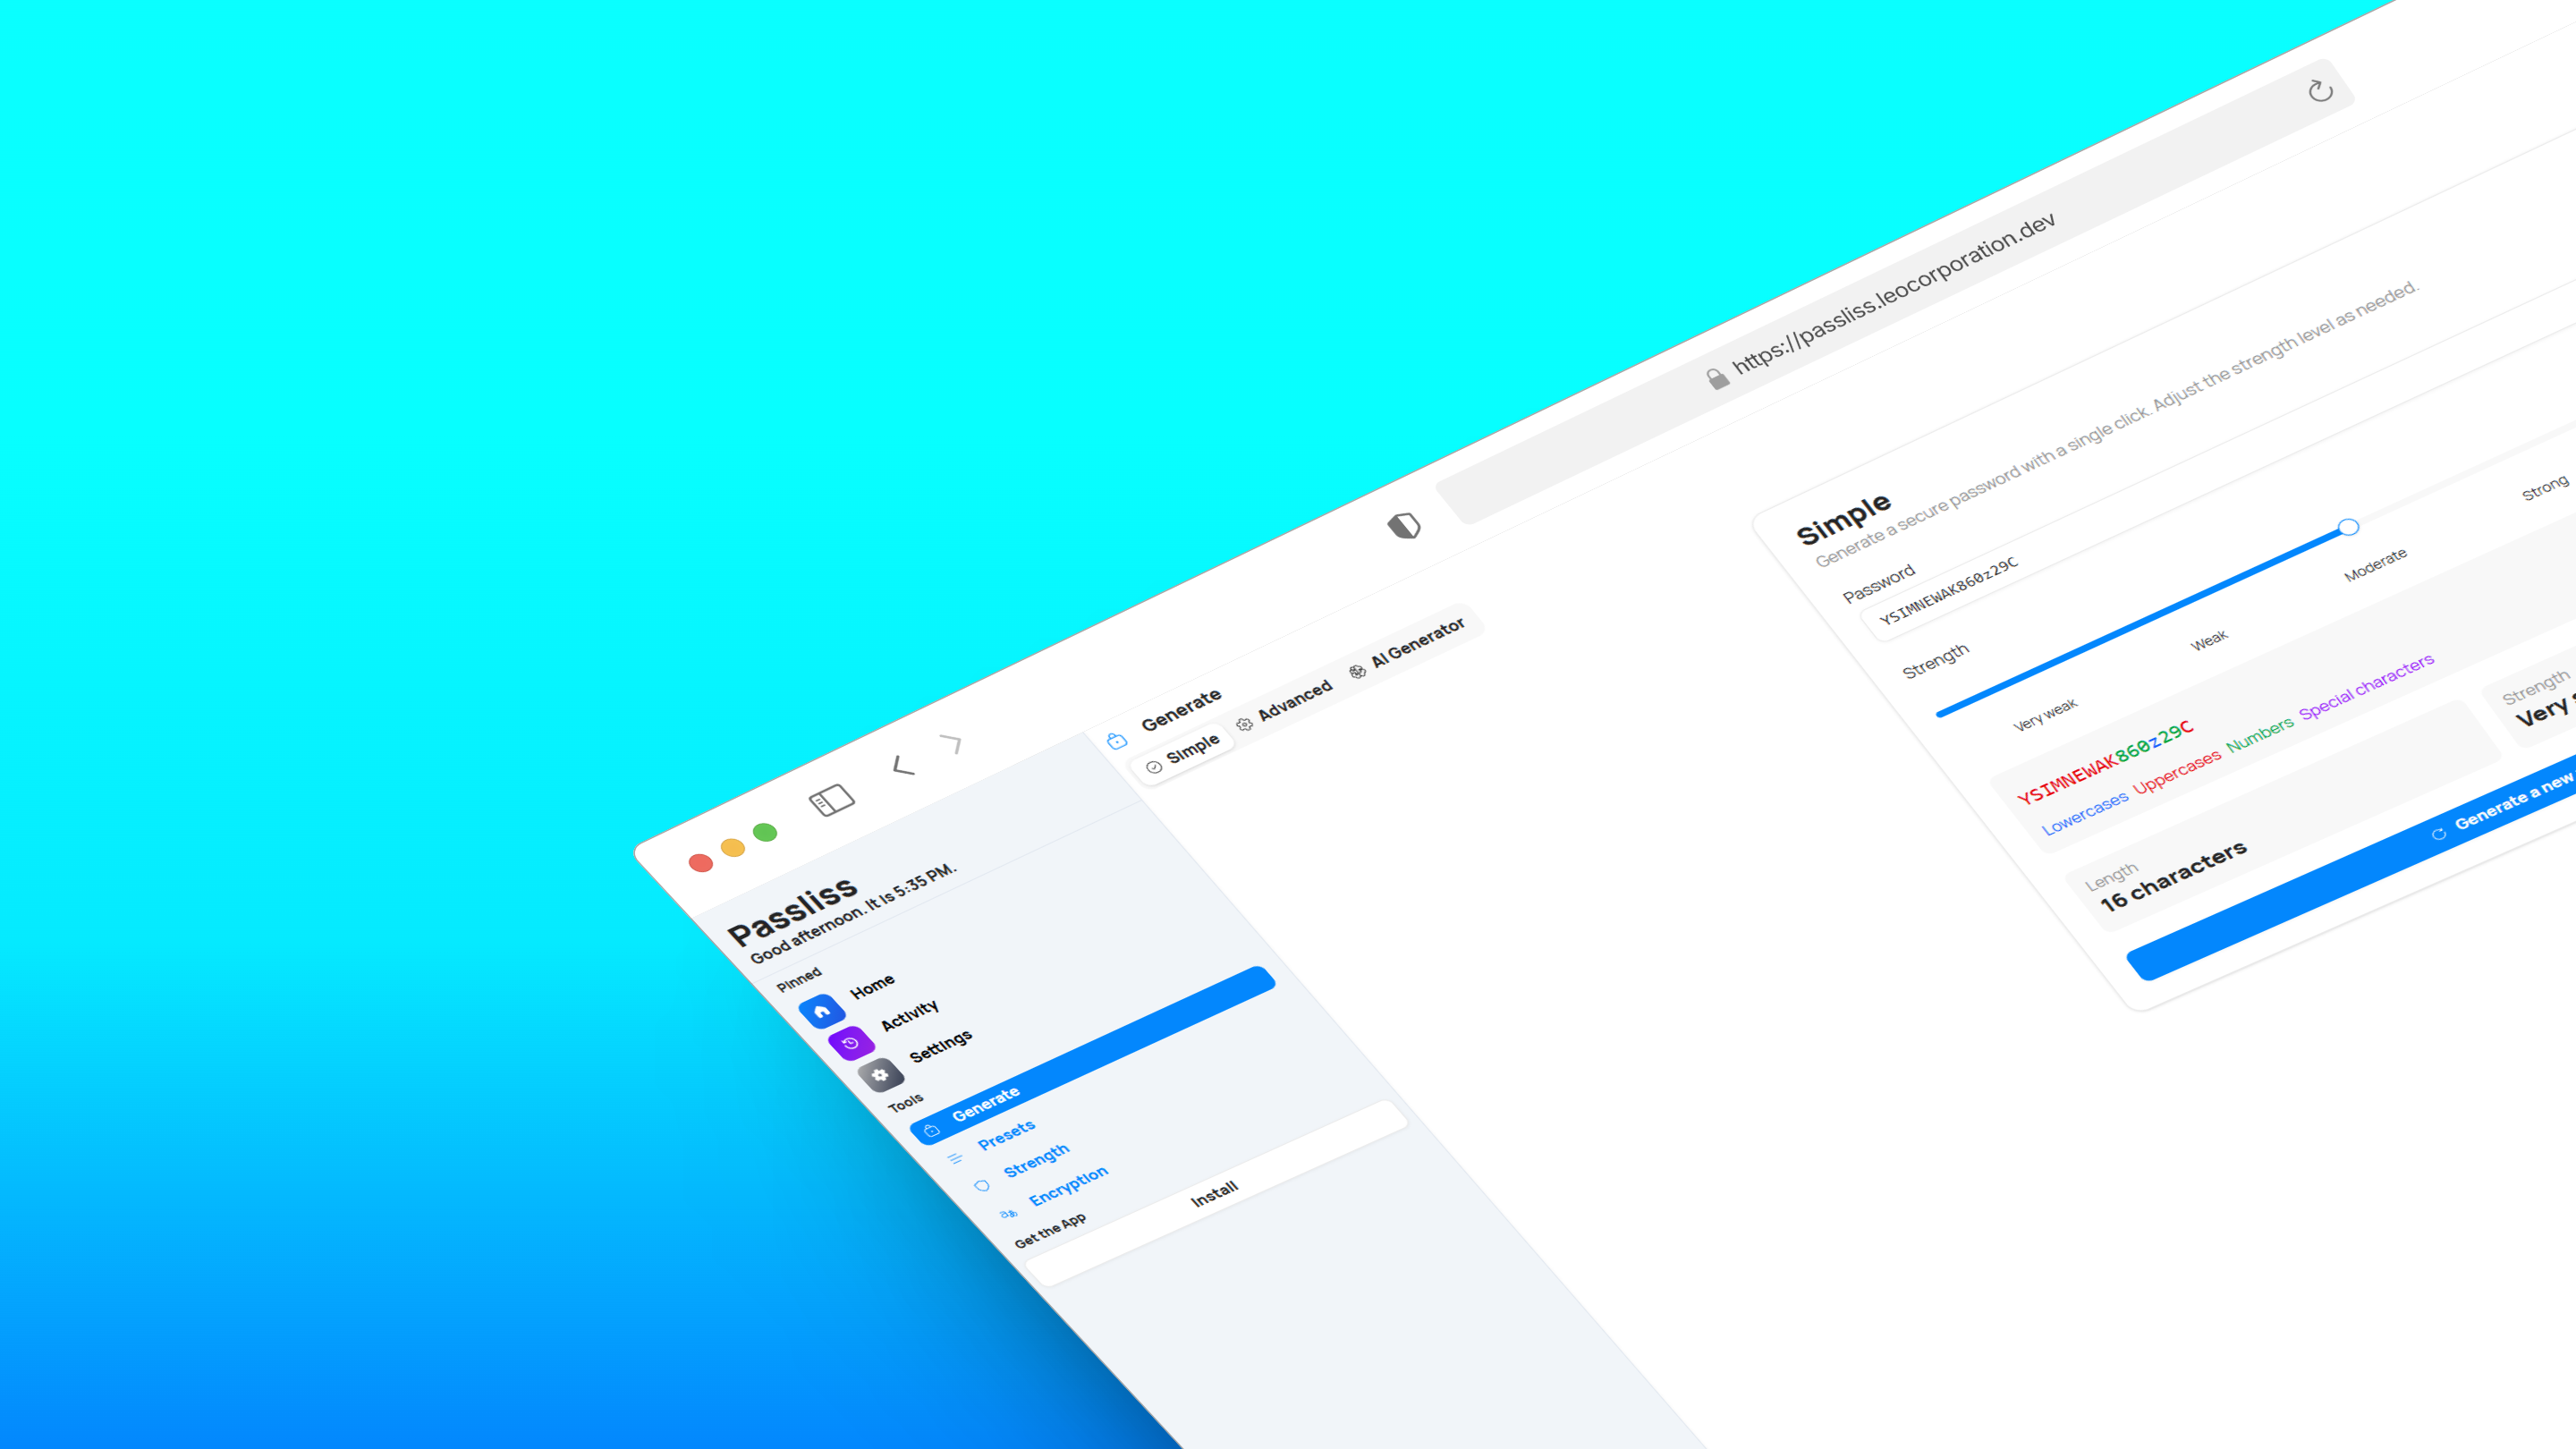 https://passliss.leocorporation.dev
Passliss
Good afternoon. It is 5:35 PM.
Pinned
Home
Activity
Settings
Tools
Generate
Presets
Strength
Encryption
Get the App
Install
Generate
Simple Advanced AI Generator
Simple
Generate a secure password with a single click. Adjust the strength level as needed.
Password
YSIMNEWAK860z29C
Strength
Very weak Weak Moderate Strong
YSIMNEWAK860z29C
Lowercases Uppercases Numbers Special characters
Length
16 characters
Strength
Very
Generate a new